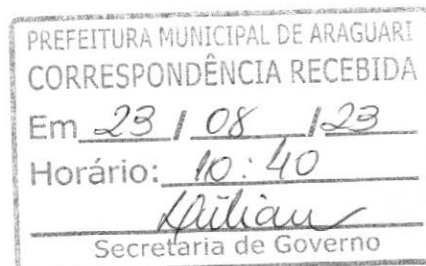 PREFEITURA MUNICIPAL DE ARAGUARI
CORRESPONDÊNCIA RECEBIDA
Em 23 / 08 / 23
Horário: 10:40
Secretaria de Governo